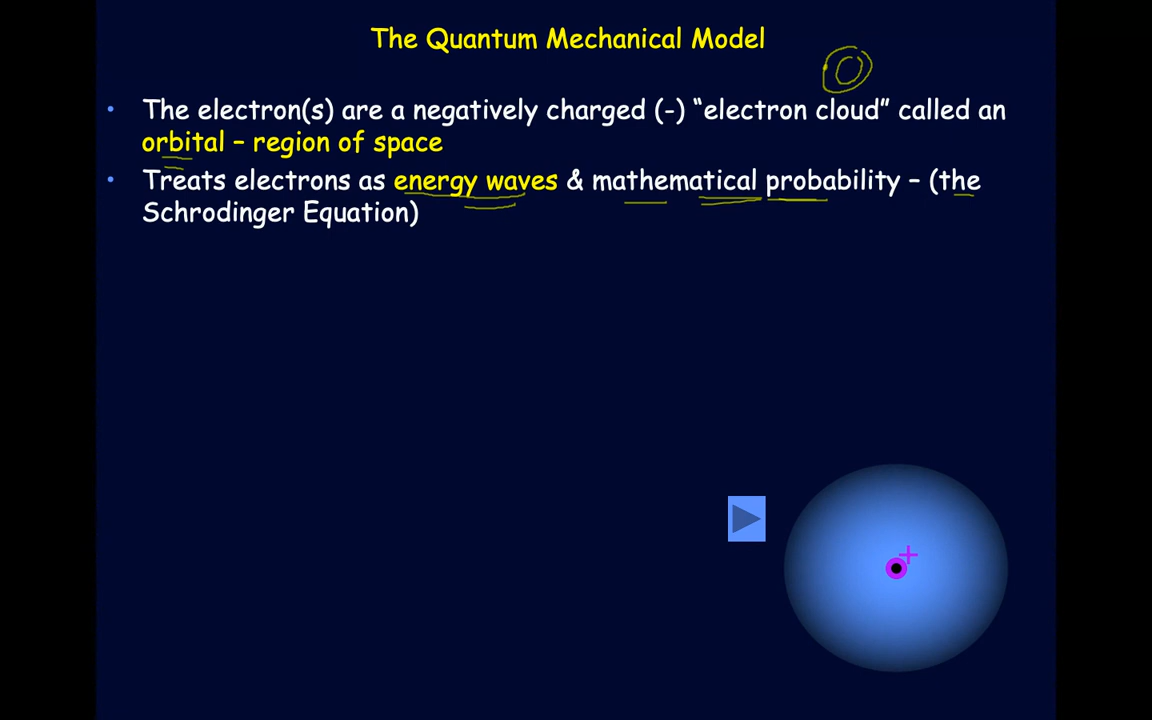 The Quantum Mechanical Model
• The electron(s) are a negatively charged (-) “electron cloud” called an
orbital – region of space
• Treats electrons as energy waves & mathematical probability – (the
Schrodinger Equation)
+